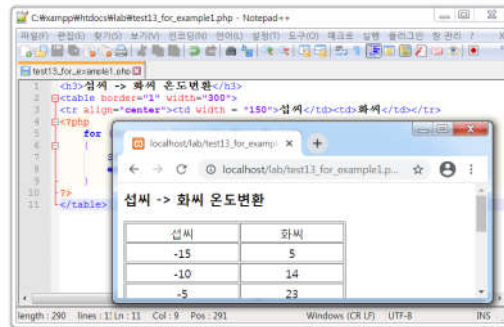 C:₩xampp₩htdocs₩lab₩test13_for_example1.php - Notepad++
파일(F) 편집(E) 찾기(S) 보기(V) 인코딩(N) 언어(L) 설정(T) 도구(O) 매크로 실행 플러그인 창 관리 ? X
test13_for_example1.php
1 <h3>섭씨 -> 화씨 온도변환</h3>
2 <table border="1" width="300">
3 <tr align="center"><td width = "150">섭씨</td><td>화씨</td></tr>
4 <?php
5 for (
6 {
7
8
9 }
10 ?>
11 </table>
localhost/lab/test13_for_exampl
localhost/lab/test13_for_example1.p...
섭씨 -> 화씨 온도변환
섭씨 화씨
-15 5
-10 14
-5 23
length : 290 lines : 1 Ln : 11 Col : 9 Pos : 291 Windows (CR LF) UTF-8 INS